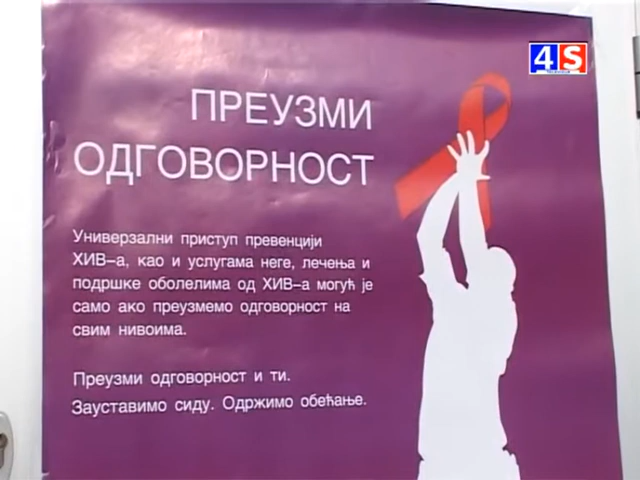 4S
ПРЕУЗМИ
ОДГОВОРНОСТ
Универзални приступ превенцији
ХИВ–а, као и услугама неге, лечења и
подршке оболелима од ХИВ–а могућ је
само ако преузмемо одговорност на
свим нивоима.
Преузми одговорност и ти.
Зауставимо сиду. Одржимо обећање.